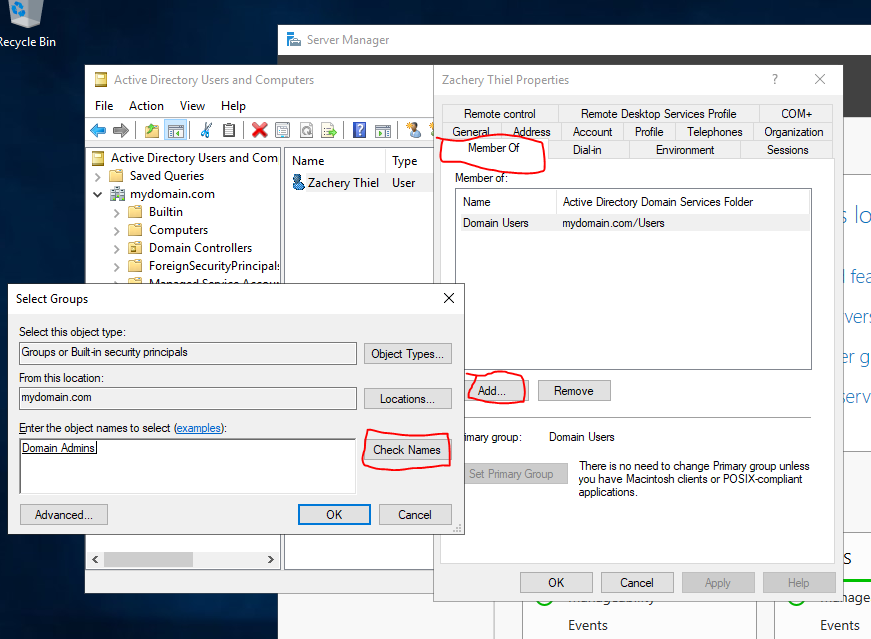 Recycle Bin
Server Manager
Active Directory Users and Computers
File Action View Help
Active Directory Users and Com
Saved Queries
mydomain.com
Builtin
Computers
Domain Controllers
ForeignSecurityPrincipals
Managed Service Accou
Name Type
Zachery Thiel User
Zachery Thiel Properties
? 
Remote control Remote Desktop Services Profile COM+
General Address Account Profile Telephones Organization
Member Of Dial-in Environment Sessions
Member of:
Name Active Directory Domain Services Folder
Domain Users mydomain.com/Users
Add... Remove
imary group: Domain Users
Set Primary Group
There is no need to change Primary group unless
you have Macintosh clients or POSIX-compliant
applications.
OK Cancel Apply Help
Select Groups
Select this object type:
Groups or Built-in security principals
Object Types...
From this location:
mydomain.com
Locations...
Enter the object names to select (examples):
Domain Admins
Check Names
Advanced... OK Cancel
s lo
fea
vers
er g
serv
S
Manageability
Manage
Events
Events